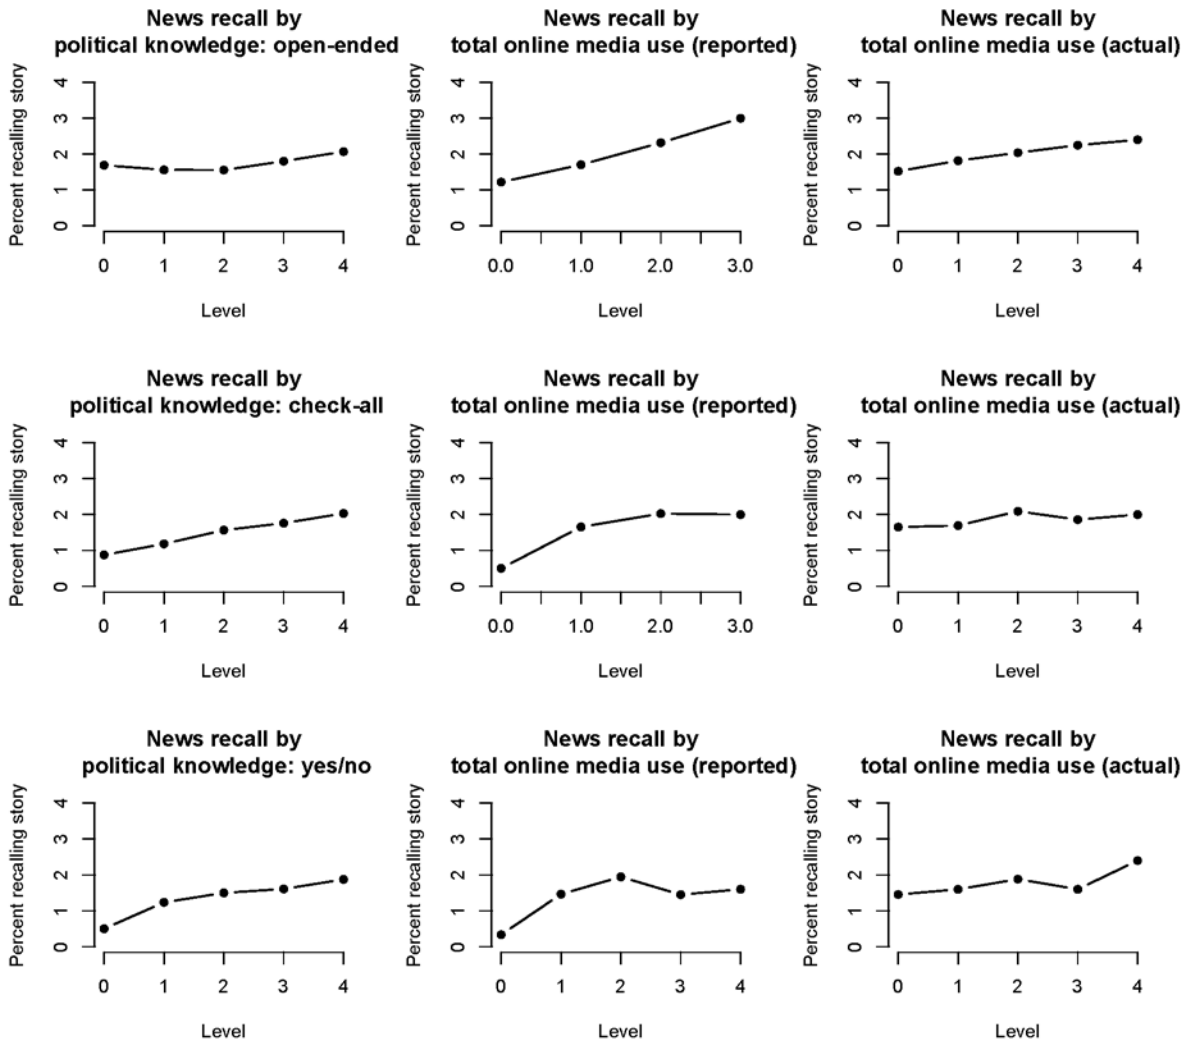 News recall by
political knowledge: open-ended
Percent recalling story
4
3
2
1
0
0 1 2 3 4
Level
News recall by
total online media use (reported)
Percent recalling story
4
3
2
1
0
0.0 1.0 2.0 3.0
Level
News recall by
total online media use (actual)
Percent recalling story
4
3
2
1
0
0 1 2 3 4
Level
News recall by
political knowledge: check-all
Percent recalling story
4
3
2
1
0
0 1 2 3 4
Level
News recall by
total online media use (reported)
Percent recalling story
4
3
2
1
0
0.0 1.0 2.0 3.0
Level
News recall by
total online media use (actual)
Percent recalling story
4
3
2
1
0
0 1 2 3 4
Level
News recall by
political knowledge: yes/no
Percent recalling story
4
3
2
1
0
0 1 2 3 4
Level
News recall by
total online media use (reported)
Percent recalling story
4
3
2
1
0
0 1 2 3 4
Level
News recall by
total online media use (actual)
Percent recalling story
4
3
2
1
0
0 1 2 3 4
Level